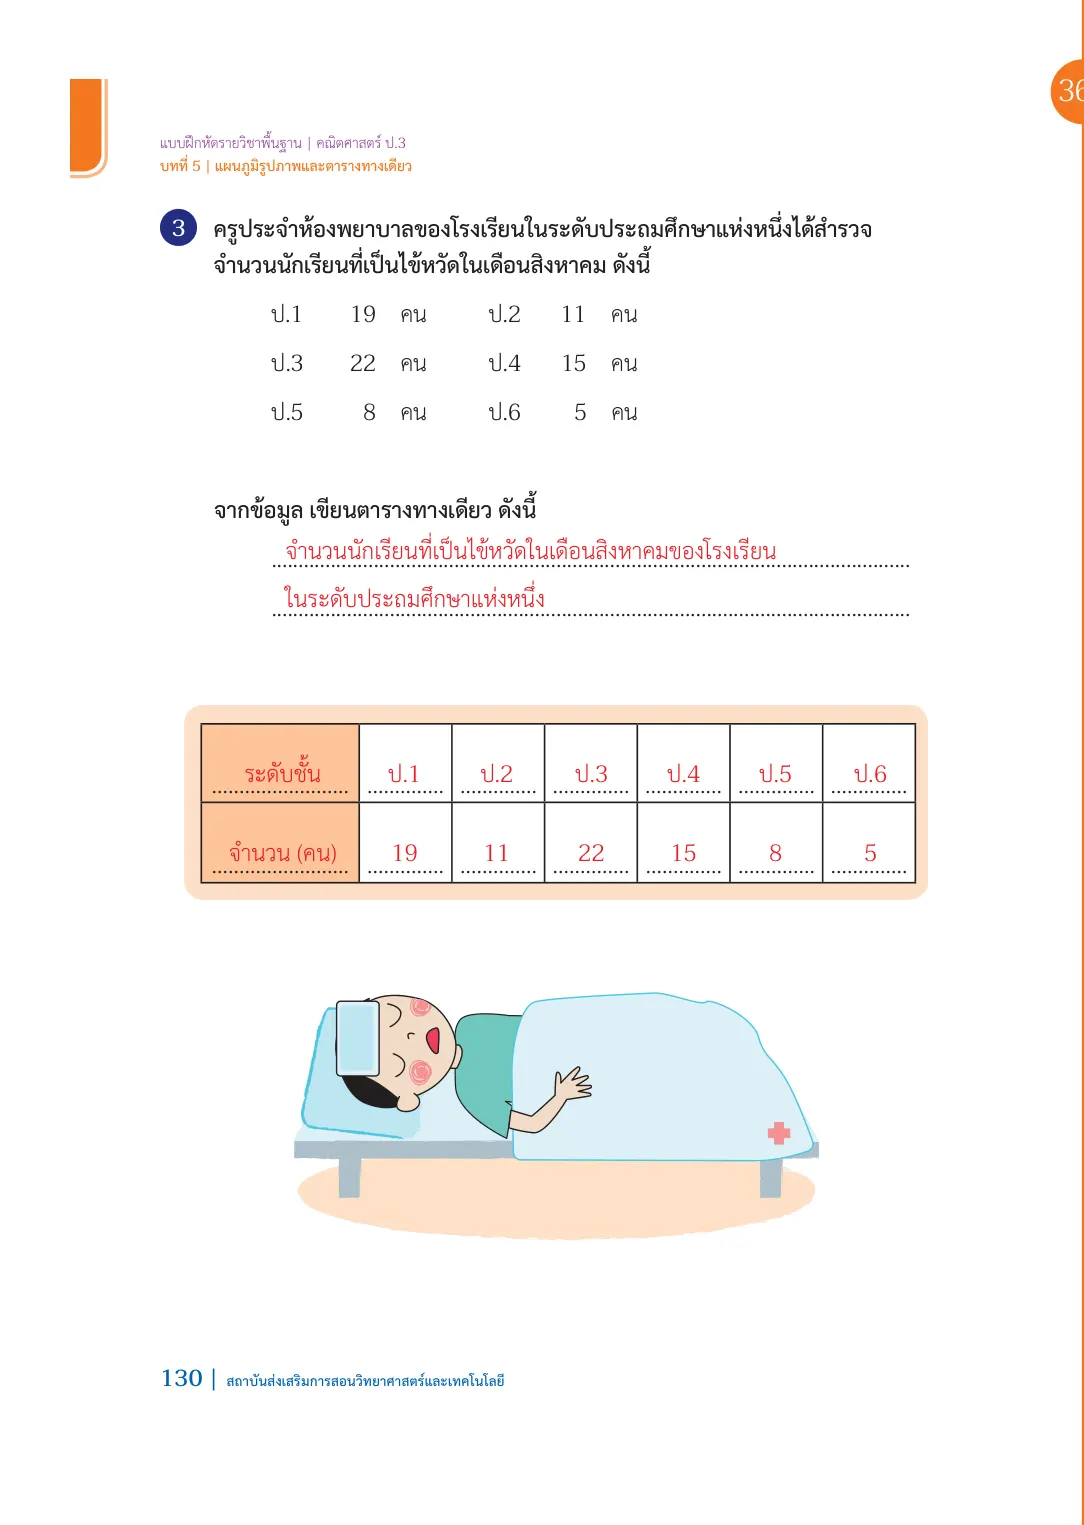 36
แบบฝึกหัดรายวิชาพื้นฐาน | คณิตศาสตร์ ป.3
บทที่ 5 | แผนภูมิรูปภาพและตารางทางเดียว
3 ครูประจำห้องพยาบาลของโรงเรียนในระดับประถมศึกษาแห่งหนึ่งได้สำรวจ
จำนวนนักเรียนที่เป็นไข้หวัดในเดือนสิงหาคม ดังนี้
ป.1 19 คน ป.2 11 คน
ป.3 22 คน ป.4 15 คน
ป.5 8 คน ป.6 5 คน
จากข้อมูล เขียนตารางทางเดียว ดังนี้
จำนวนนักเรียนที่เป็นไข้หวัดในเดือนสิงหาคมของโรงเรียน
ในระดับประถมศึกษาแห่งหนึ่ง
ระดับชั้น ป.1 ป.2 ป.3 ป.4 ป.5 ป.6
จำนวน (คน) 19 11 22 15 8 5
130 | สถาบันส่งเสริมการสอนวิทยาศาสตร์และเทคโนโลยี